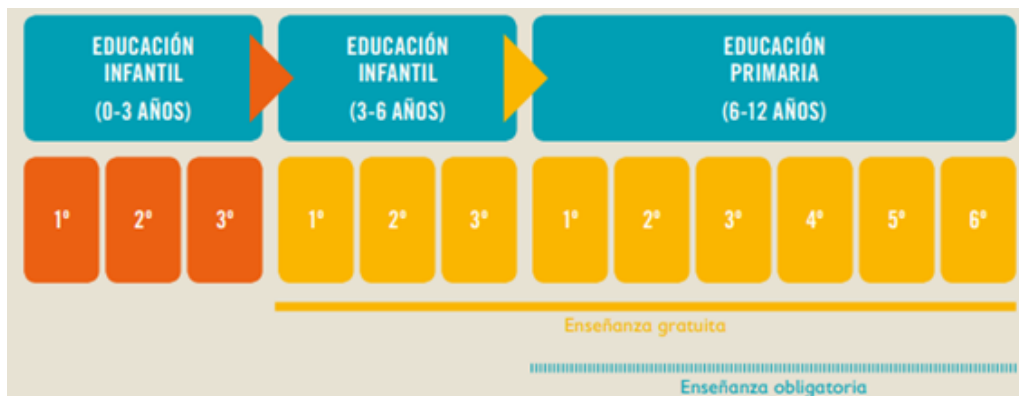 EDUCACIÓN
INFANTIL
(0-3 AÑOS)
EDUCACIÓN
INFANTIL
(3-6 AÑOS)
EDUCACIÓN
PRIMARIA
(6-12 AÑOS)
1º 2º 3º 1º 2º 3º 1º 2º 3º 4º 5º 6º
Enseñanza gratuita
Enseñanza obligatoria